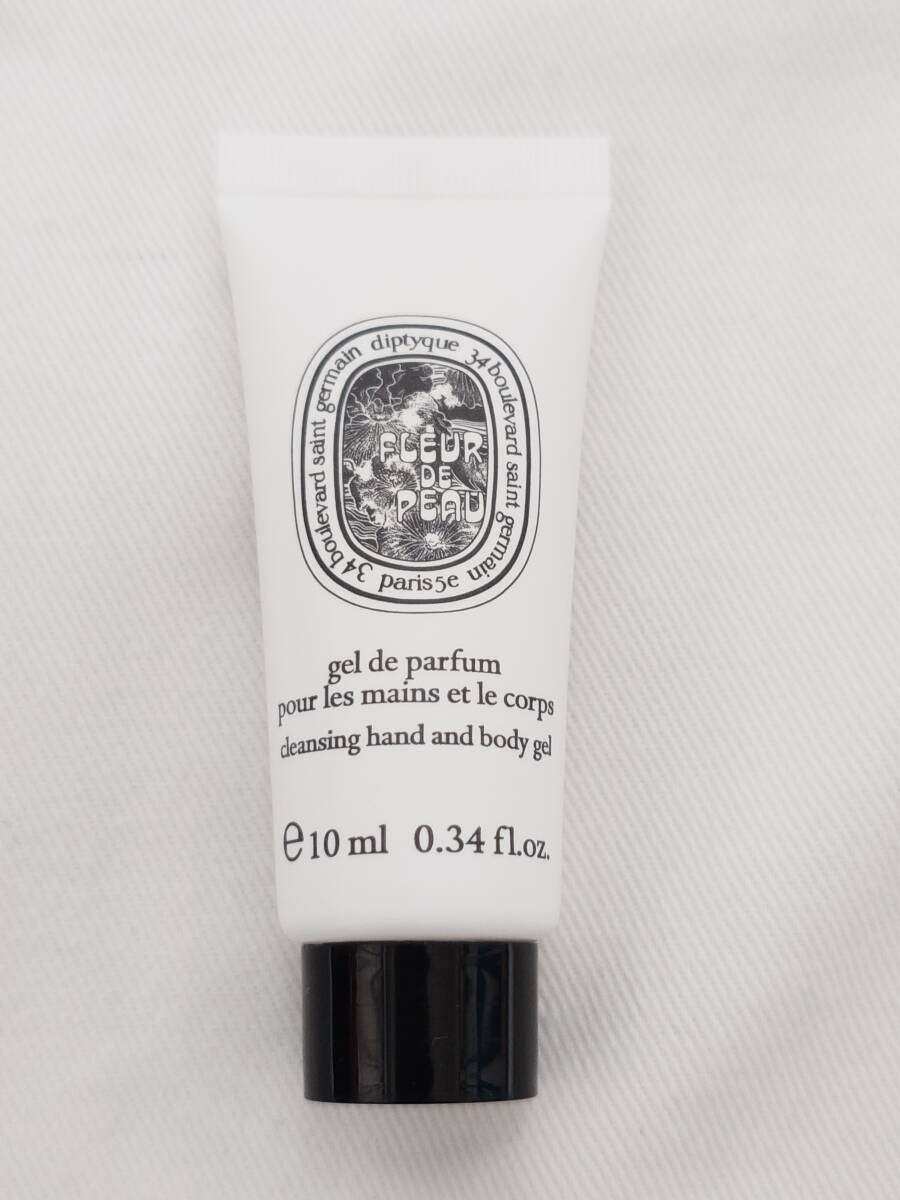 diptyque
34 boulevard saint germain
34 boulevard saint germain
paris5e
FLEUR
DE
PEAU
gel de parfum
pour les mains et le corps
cleansing hand and body gel
℮10 ml 0.34 fl.oz.